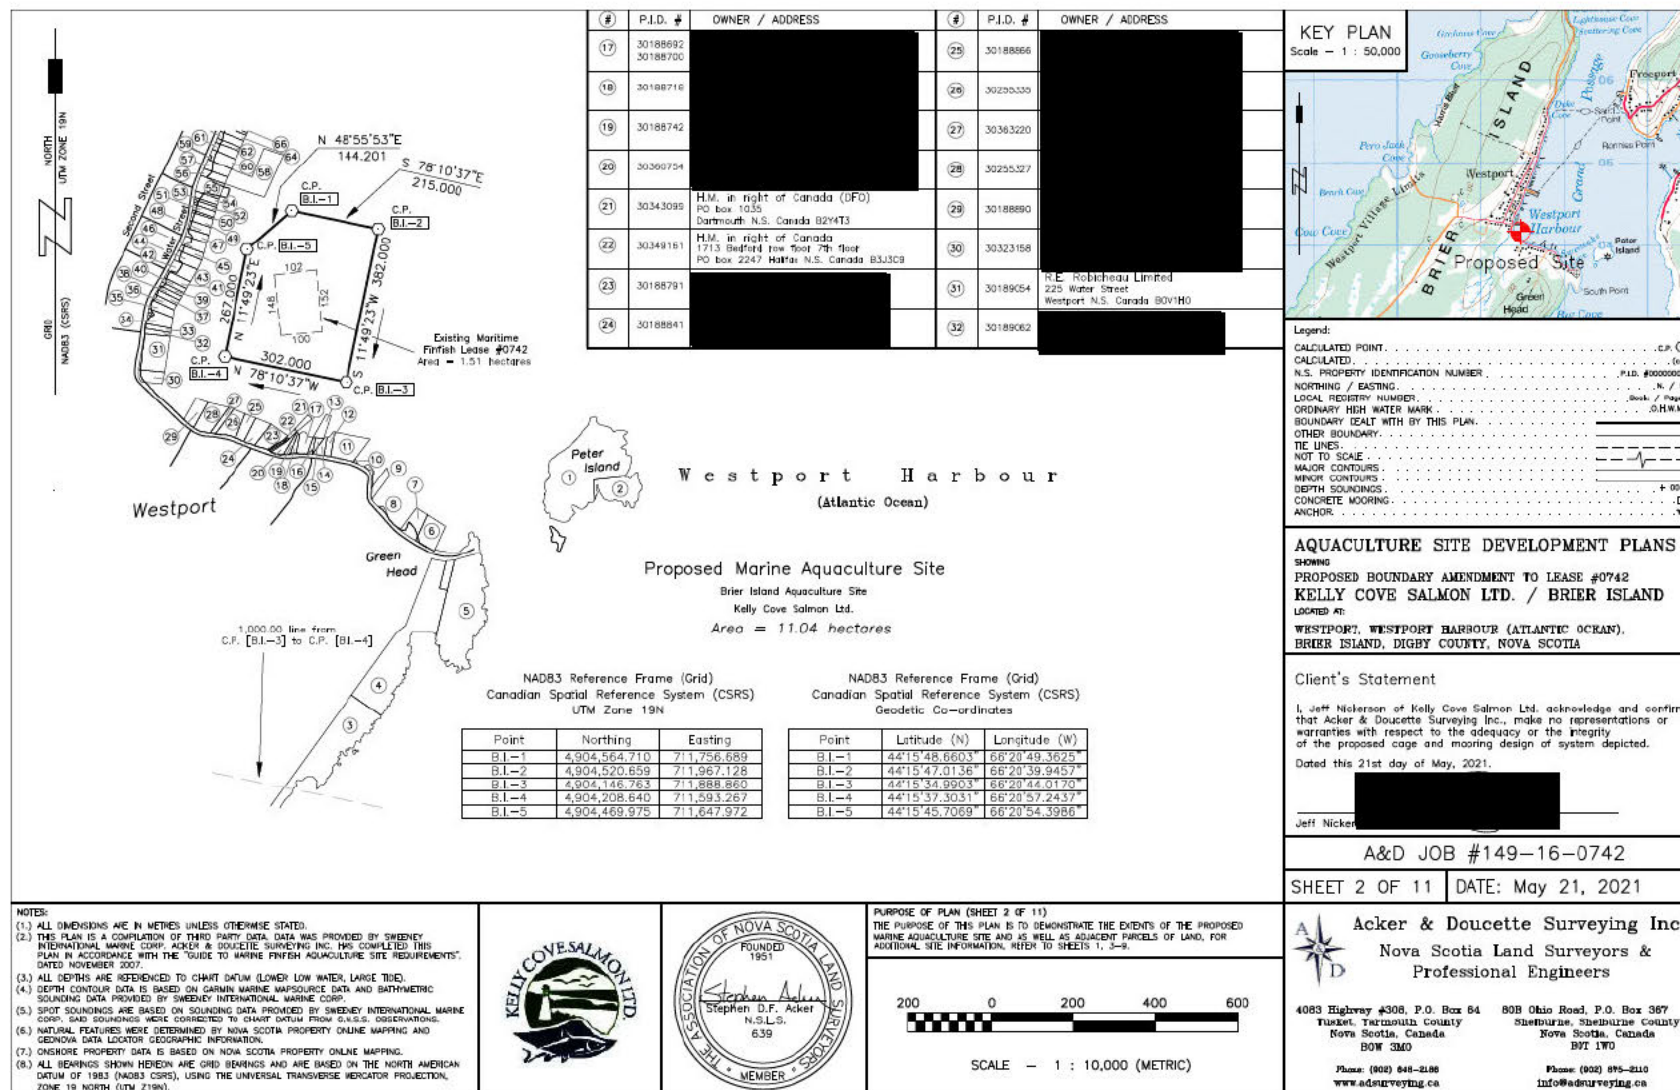 # P.I.D. # OWNER / ADDRESS
17 30188692
30188700
18 30188718
19 30188742
20 30360754
21 30343099 H.M. in right of Canada (DFO)
PO box 1035
Dartmouth N.S. Canada B2Y4T3
22 30349161 H.M. in right of Canada
1713 Bedford row floor 7th floor
PO box 2247 Halifax N.S. Canada B3J3C9
23 30188791
24 30188841
# P.I.D. # OWNER / ADDRESS
25 30188866
26 30255335
27 30363220
28 30255327
29 30188890
30 30323158
31 30189054 R.E. Robicheau Limited
225 Water Street
Westport N.S. Canada B0V1H0
32 30189062
KEY PLAN
Scale – 1 : 50,000
Grahams Cove
Gooseberry
Cove
Lighthouse Cove
Freeport
Passage
ISLAND
Dyke
Cove
Pero Jack
Cove
Westport
Grand
Westport
Harbour
Cow Cove
Westport Village Limits
BRIER
Proposed Site
Peter
Island
South Point
Green
Head
NORTH
UTM ZONE 19N
GRID
NAD83 (CSRS)
N 48°55'53"E
144.201
S 78°10'37"E
215.000
C.P.
B.I.–1
C.P.
B.I.–2
C.P. B.I.–5
267.000
N 11°49'23"E
382.000
S 11°49'23"W
102
148
152
100
Existing Maritime
Finfish Lease #0742
Area = 1.51 hectares
C.P.
B.I.–4
302.000
N 78°10'37"W
C.P. B.I.–3
Second Street
Water Street
Westport
Green
Head
Peter
Island
1
2
Westport Harbour
(Atlantic Ocean)
Proposed Marine Aquaculture Site
Brier Island Aquaculture Site
Kelly Cove Salmon Ltd.
Area = 11.04 hectares
1,000.00 line from
C.P. [B.I.–3] to C.P. [B.I.–4]
NAD83 Reference Frame (Grid)
Canadian Spatial Reference System (CSRS)
UTM Zone 19N
Point Northing Easting
B.I.–1 4,904,564.710 711,756.689
B.I.–2 4,904,520.659 711,967.128
B.I.–3 4,904,146.763 711,888.860
B.I.–4 4,904,208.640 711,593.267
B.I.–5 4,904,469.975 711,647.972
NAD83 Reference Frame (Grid)
Canadian Spatial Reference System (CSRS)
Geodetic Co–ordinates
Point Latitude (N) Longitude (W)
B.I.–1 44°15'48.6603" 66°20'49.3625"
B.I.–2 44°15'47.0136" 66°20'39.9457"
B.I.–3 44°15'34.9903" 66°20'44.0170"
B.I.–4 44°15'37.3031" 66°20'57.2437"
B.I.–5 44°15'45.7069" 66°20'54.3986"
Legend:
CALCULATED POINT C.P.
CALCULATED
N.S. PROPERTY IDENTIFICATION NUMBER P.I.D. #0000000
NORTHING / EASTING N. /
LOCAL REGISTRY NUMBER Book: / Page
ORDINARY HIGH WATER MARK O.H.W.M
BOUNDARY DEALT WITH BY THIS PLAN
OTHER BOUNDARY
TIE LINES
NOT TO SCALE
MAJOR CONTOURS
MINOR CONTOURS
DEPTH SOUNDINGS + 00
CONCRETE MOORING
ANCHOR
AQUACULTURE SITE DEVELOPMENT PLANS
SHOWING
PROPOSED BOUNDARY AMENDMENT TO LEASE #0742
KELLY COVE SALMON LTD. / BRIER ISLAND
LOCATED AT:
WESTPORT, WESTPORT HARBOUR (ATLANTIC OCEAN),
BRIER ISLAND, DIGBY COUNTY, NOVA SCOTIA
Client's Statement
I, Jeff Nickerson of Kelly Cove Salmon Ltd. acknowledge and confirm
that Acker & Doucette Surveying Inc., make no representations or
warranties with respect to the adequacy or the integrity
of the proposed cage and mooring design of system depicted.
Dated this 21st day of May, 2021.
Jeff Nicker
A&D JOB #149–16–0742
SHEET 2 OF 11 DATE: May 21, 2021
NOTES:
(1.) ALL DIMENSIONS ARE IN METRES UNLESS OTHERWISE STATED.
(2.) THIS PLAN IS A COMPILATION OF THIRD PARTY DATA. DATA WAS PROVIDED BY SWEENEY
INTERNATIONAL MARINE CORP. ACKER & DOUCETTE SURVEYING INC. HAS COMPLETED THIS
PLAN IN ACCORDANCE WITH THE "GUIDE TO MARINE FINFISH AQUACULTURE SITE REQUIREMENTS".
DATED NOVEMBER 2007.
(3.) ALL DEPTHS ARE REFERENCED TO CHART DATUM (LOWER LOW WATER, LARGE TIDE).
(4.) DEPTH CONTOUR DATA IS BASED ON GARMIN MARINE MAPSOURCE DATA AND BATHYMETRIC
SOUNDING DATA PROVIDED BY SWEENEY INTERNATIONAL MARINE CORP.
(5.) SPOT SOUNDINGS ARE BASED ON SOUNDING DATA PROVIDED BY SWEENEY INTERNATIONAL MARINE
CORP. SAID SOUNDINGS WERE CORRECTED TO CHART DATUM FROM G.N.S.S. OBSERVATIONS.
(6.) NATURAL FEATURES WERE DETERMINED BY NOVA SCOTIA PROPERTY ONLINE MAPPING AND
GEONOVA DATA LOCATOR GEOGRAPHIC INFORMATION.
(7.) ONSHORE PROPERTY DATA IS BASED ON NOVA SCOTIA PROPERTY ONLINE MAPPING.
(8.) ALL BEARINGS SHOWN HEREON ARE GRID BEARINGS AND ARE BASED ON THE NORTH AMERICAN
DATUM OF 1983 (NAD83 CSRS), USING THE UNIVERSAL TRANSVERSE MERCATOR PROJECTION,
ZONE 19 NORTH (UTM Z19N).
KELLY COVE SALMON LTD.
THE ASSOCIATION OF NOVA SCOTIA LAND SURVEYORS
FOUNDED
1951
Stephen D.F. Acker
N.S.L.S.
639
MEMBER
PURPOSE OF PLAN (SHEET 2 OF 11)
THE PURPOSE OF THIS PLAN IS TO DEMONSTRATE THE EXTENTS OF THE PROPOSED
MARINE AQUACULTURE SITE AND AS WELL AS ADJACENT PARCELS OF LAND, FOR
ADDITIONAL SITE INFORMATION, REFER TO SHEETS 1, 3–9.
200 0 200 400 600
SCALE – 1 : 10,000 (METRIC)
A D
Acker & Doucette Surveying Inc
Nova Scotia Land Surveyors &
Professional Engineers
4083 Highway #308, P.O. Box 64
Tusket, Yarmouth County
Nova Scotia, Canada
B0W 3M0
Phone: (902) 648–2186
www.adsurveying.ca
80B Ohio Road, P.O. Box 367
Shelburne, Shelburne County
Nova Scotia, Canada
B0T 1W0
Phone: (902) 875–2110
info@adsurveying.ca